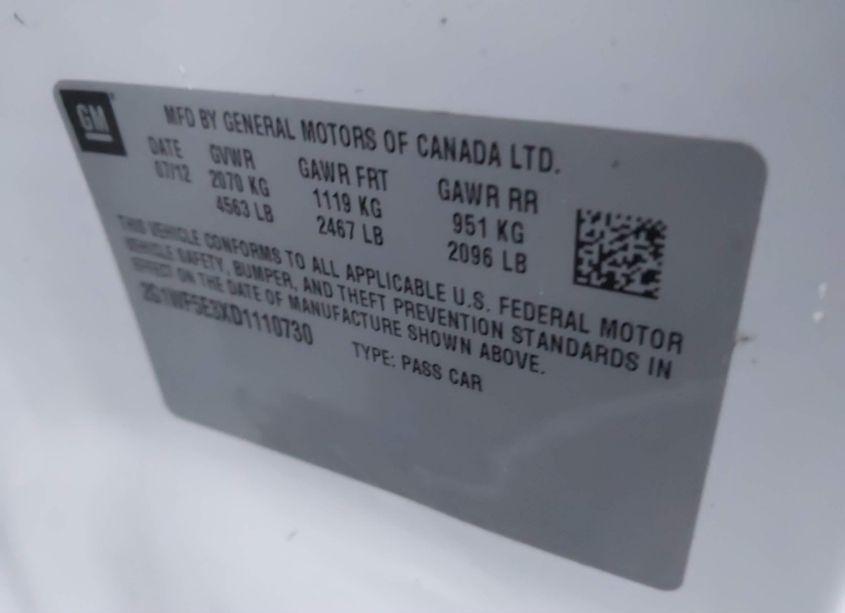 GM
MFD BY GENERAL MOTORS OF CANADA LTD.
DATE GVWR GAWR FRT GAWR RR
07/12 2070 KG 1119 KG 951 KG
4563 LB 2467 LB 2096 LB
THIS VEHICLE CONFORMS TO ALL APPLICABLE U.S. FEDERAL MOTOR
VEHICLE SAFETY, BUMPER, AND THEFT PREVENTION STANDARDS IN
EFFECT ON THE DATE OF MANUFACTURE SHOWN ABOVE.
2G1WF5E3XD1110730 TYPE: PASS CAR